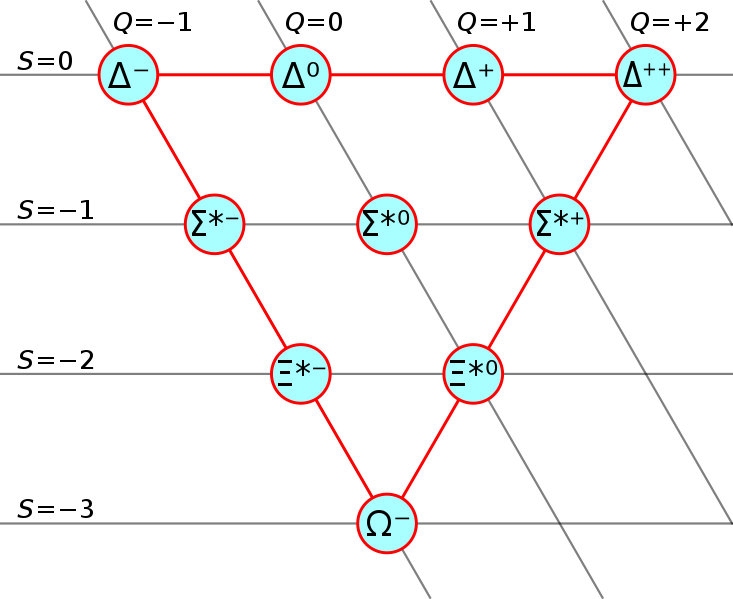 Q=−1 Q=0 Q=+1 Q=+2
S=0 Δ⁻ Δ⁰ Δ⁺ Δ⁺⁺
S=−1 Σ*⁻ Σ*⁰ Σ*⁺
S=−2 Ξ*⁻ Ξ*⁰
S=−3 Ω⁻